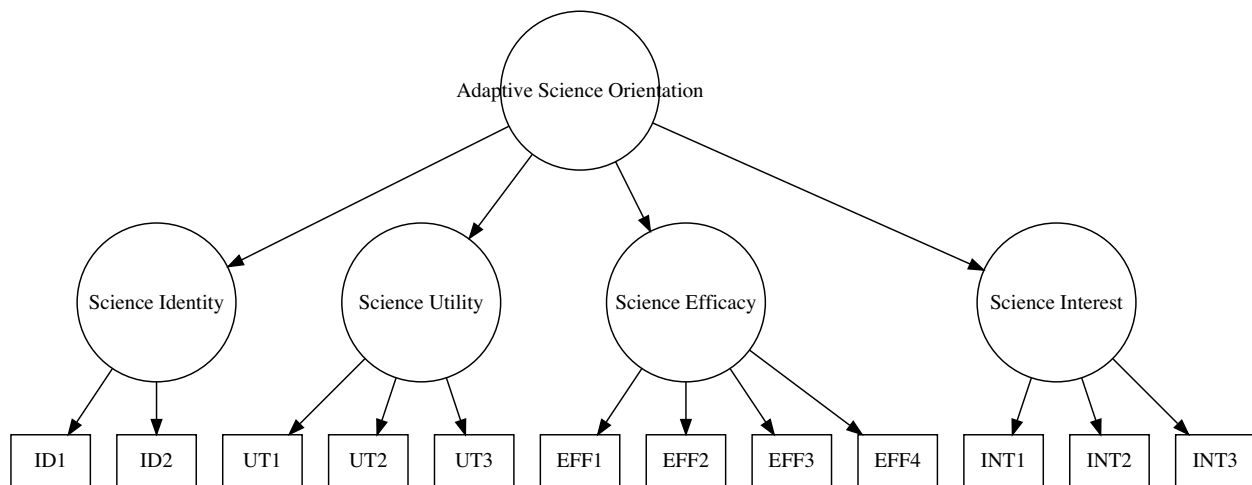 Adaptive Science Orientation
Science Identity
Science Utility
Science Efficacy
Science Interest
ID1
ID2
UT1
UT2
UT3
EFF1
EFF2
EFF3
EFF4
INT1
INT2
INT3